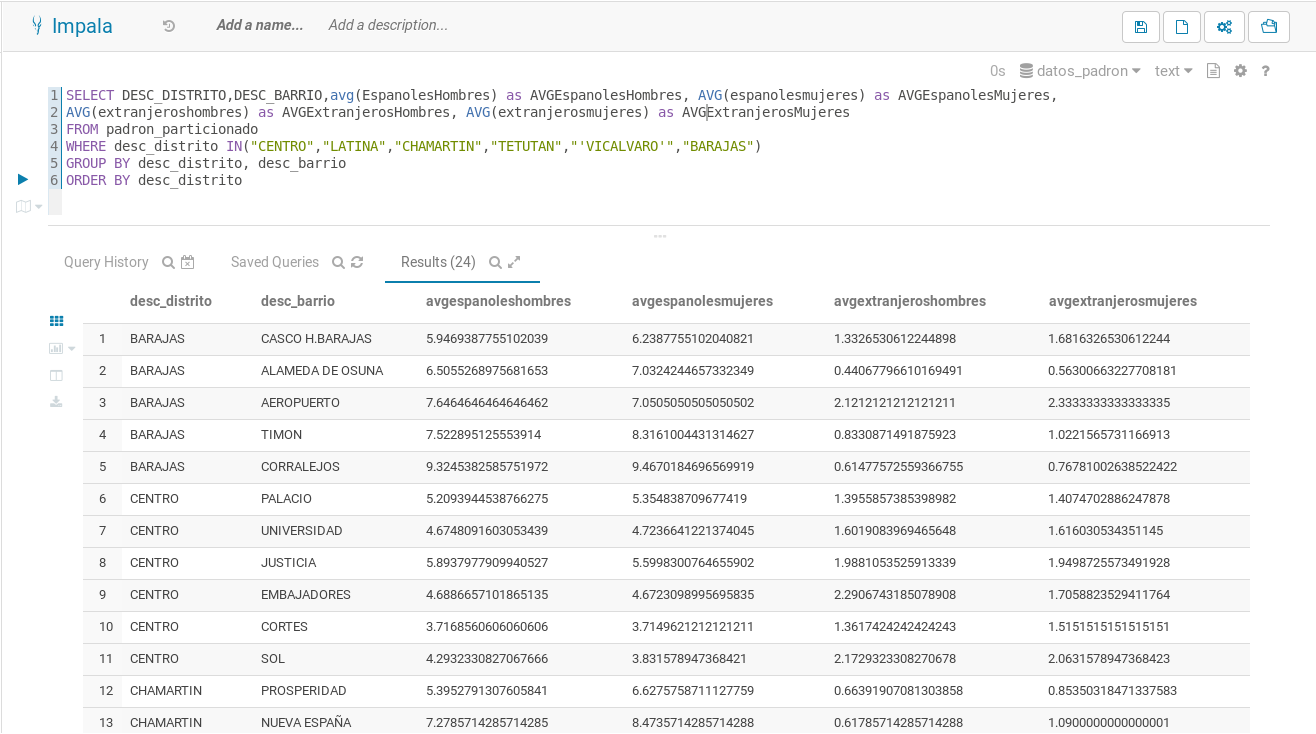 Impala Add a name... Add a description...
0s datos_padron text ?
1 SELECT DESC_DISTRITO,DESC_BARRIO,avg(EspanolesHombres) as AVGEspanolesHombres, AVG(espanolesmujeres) as AVGEspanolesMujeres,
2 AVG(extranjeroshombres) as AVGExtranjerosHombres, AVG(extranjerosmujeres) as AVGExtranjerosMujeres
3 FROM padron_particionado
4 WHERE desc_distrito IN("CENTRO","LATINA","CHAMARTIN","TETUTAN","'VICALVARO'","BARAJAS")
5 GROUP BY desc_distrito, desc_barrio
6 ORDER BY desc_distrito
Query History Saved Queries Results (24)
desc_distrito desc_barrio avgespanoleshombres avgespanolesmujeres avgextranjeroshombres avgextranjerosmujeres
1 BARAJAS CASCO H.BARAJAS 5.9469387755102039 6.2387755102040821 1.3326530612244898 1.6816326530612244
2 BARAJAS ALAMEDA DE OSUNA 6.5055268975681653 7.0324244657332349 0.44067796610169491 0.56300663227708181
3 BARAJAS AEROPUERTO 7.6464646464646462 7.0505050505050502 2.1212121212121211 2.3333333333333335
4 BARAJAS TIMON 7.522895125553914 8.3161004431314627 0.8330871491875923 1.0221565731166913
5 BARAJAS CORRALEJOS 9.3245382585751972 9.4670184696569919 0.61477572559366755 0.76781002638522422
6 CENTRO PALACIO 5.2093944538766275 5.354838709677419 1.3955857385398982 1.4074702886247878
7 CENTRO UNIVERSIDAD 4.6748091603053439 4.7236641221374045 1.6019083969465648 1.616030534351145
8 CENTRO JUSTICIA 5.8937977909940527 5.5998300764655902 1.9881053525913339 1.9498725573491928
9 CENTRO EMBAJADORES 4.6886657101865135 4.6723098995695835 2.2906743185078908 1.7058823529411764
10 CENTRO CORTES 3.7168560606060606 3.7149621212121211 1.3617424242424243 1.5151515151515151
11 CENTRO SOL 4.2932330827067666 3.831578947368421 2.1729323308270678 2.0631578947368423
12 CHAMARTIN PROSPERIDAD 5.3952791307605841 6.6275758711127759 0.66391907081303858 0.85350318471337583
13 CHAMARTIN NUEVA ESPAÑA 7.2785714285714285 8.4735714285714288 0.61785714285714288 1.0900000000000001